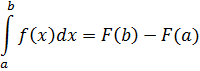 ∫ₐᵇ f(x)dx = F(b) − F(a)